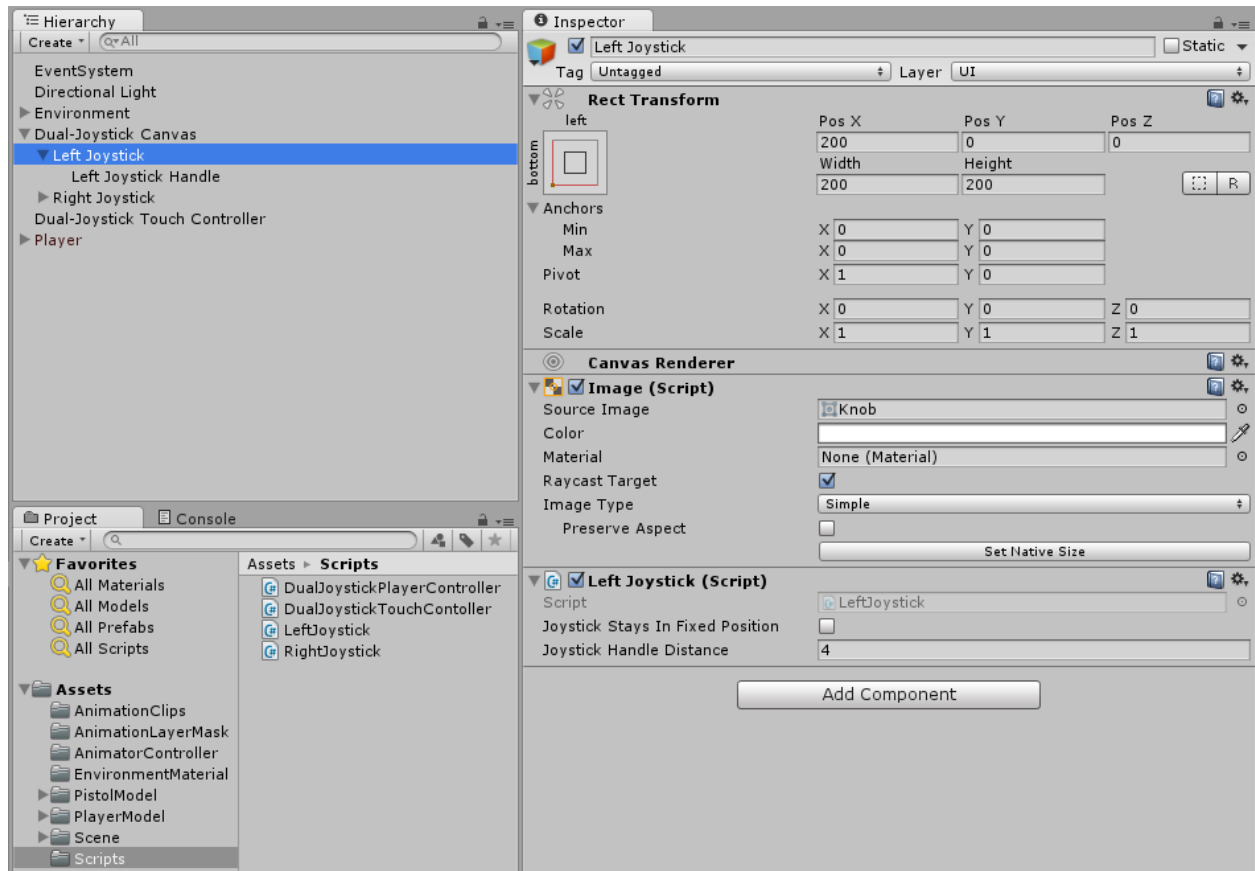 Hierarchy
Create All
EventSystem
Directional Light
Environment
Dual-Joystick Canvas
Left Joystick
Left Joystick Handle
Right Joystick
Dual-Joystick Touch Controller
Player
Project Console
Create
Favorites
All Materials
All Models
All Prefabs
All Scripts
Assets
AnimationClips
AnimationLayerMask
AnimatorController
EnvironmentMaterial
PistolModel
PlayerModel
Scene
Scripts
Assets Scripts
DualJoystickPlayerController
DualJoystickTouchContoller
LeftJoystick
RightJoystick
Inspector
Left Joystick Static
Tag Untagged Layer UI
Rect Transform
left
bottom
Pos X Pos Y Pos Z
200 0 0
Width Height
200 200 R
Anchors
Min X 0 Y 0
Max X 0 Y 0
Pivot X 1 Y 0
Rotation X 0 Y 0 Z 0
Scale X 1 Y 1 Z 1
Canvas Renderer
Image (Script)
Source Image Knob
Color
Material None (Material)
Raycast Target
Image Type Simple
Preserve Aspect
Set Native Size
Left Joystick (Script)
Script LeftJoystick
Joystick Stays In Fixed Position
Joystick Handle Distance 4
Add Component